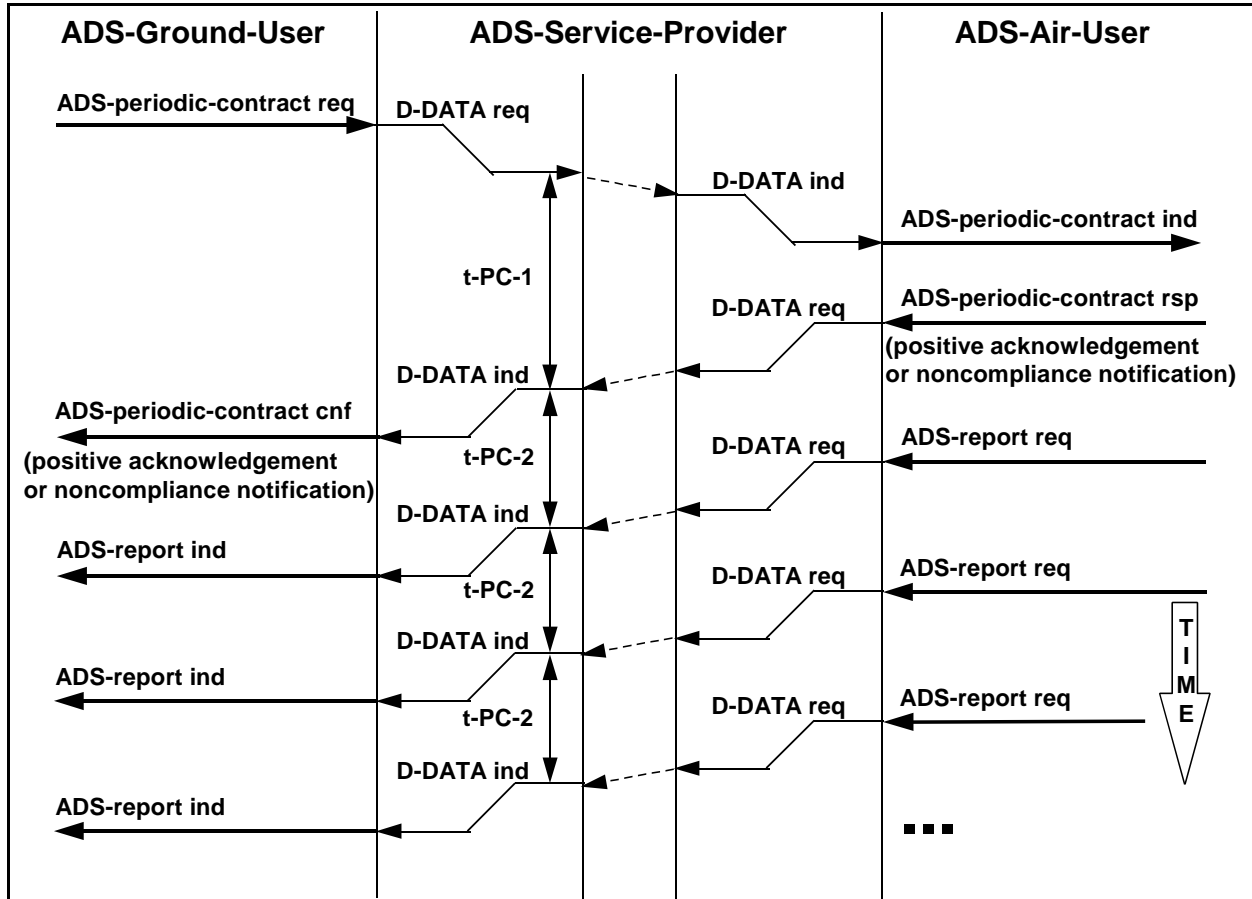 ADS-Ground-User
ADS-Service-Provider
ADS-Air-User
ADS-periodic-contract req
D-DATA req
D-DATA ind
ADS-periodic-contract ind
t-PC-1
D-DATA req
ADS-periodic-contract rsp
(positive acknowledgement
or noncompliance notification)
D-DATA ind
ADS-periodic-contract cnf
(positive acknowledgement
or noncompliance notification)
t-PC-2
D-DATA req
ADS-report req
D-DATA ind
ADS-report ind
t-PC-2
D-DATA req
ADS-report req
D-DATA ind
ADS-report ind
t-PC-2
D-DATA req
ADS-report req
D-DATA ind
ADS-report ind
T
I
M
E